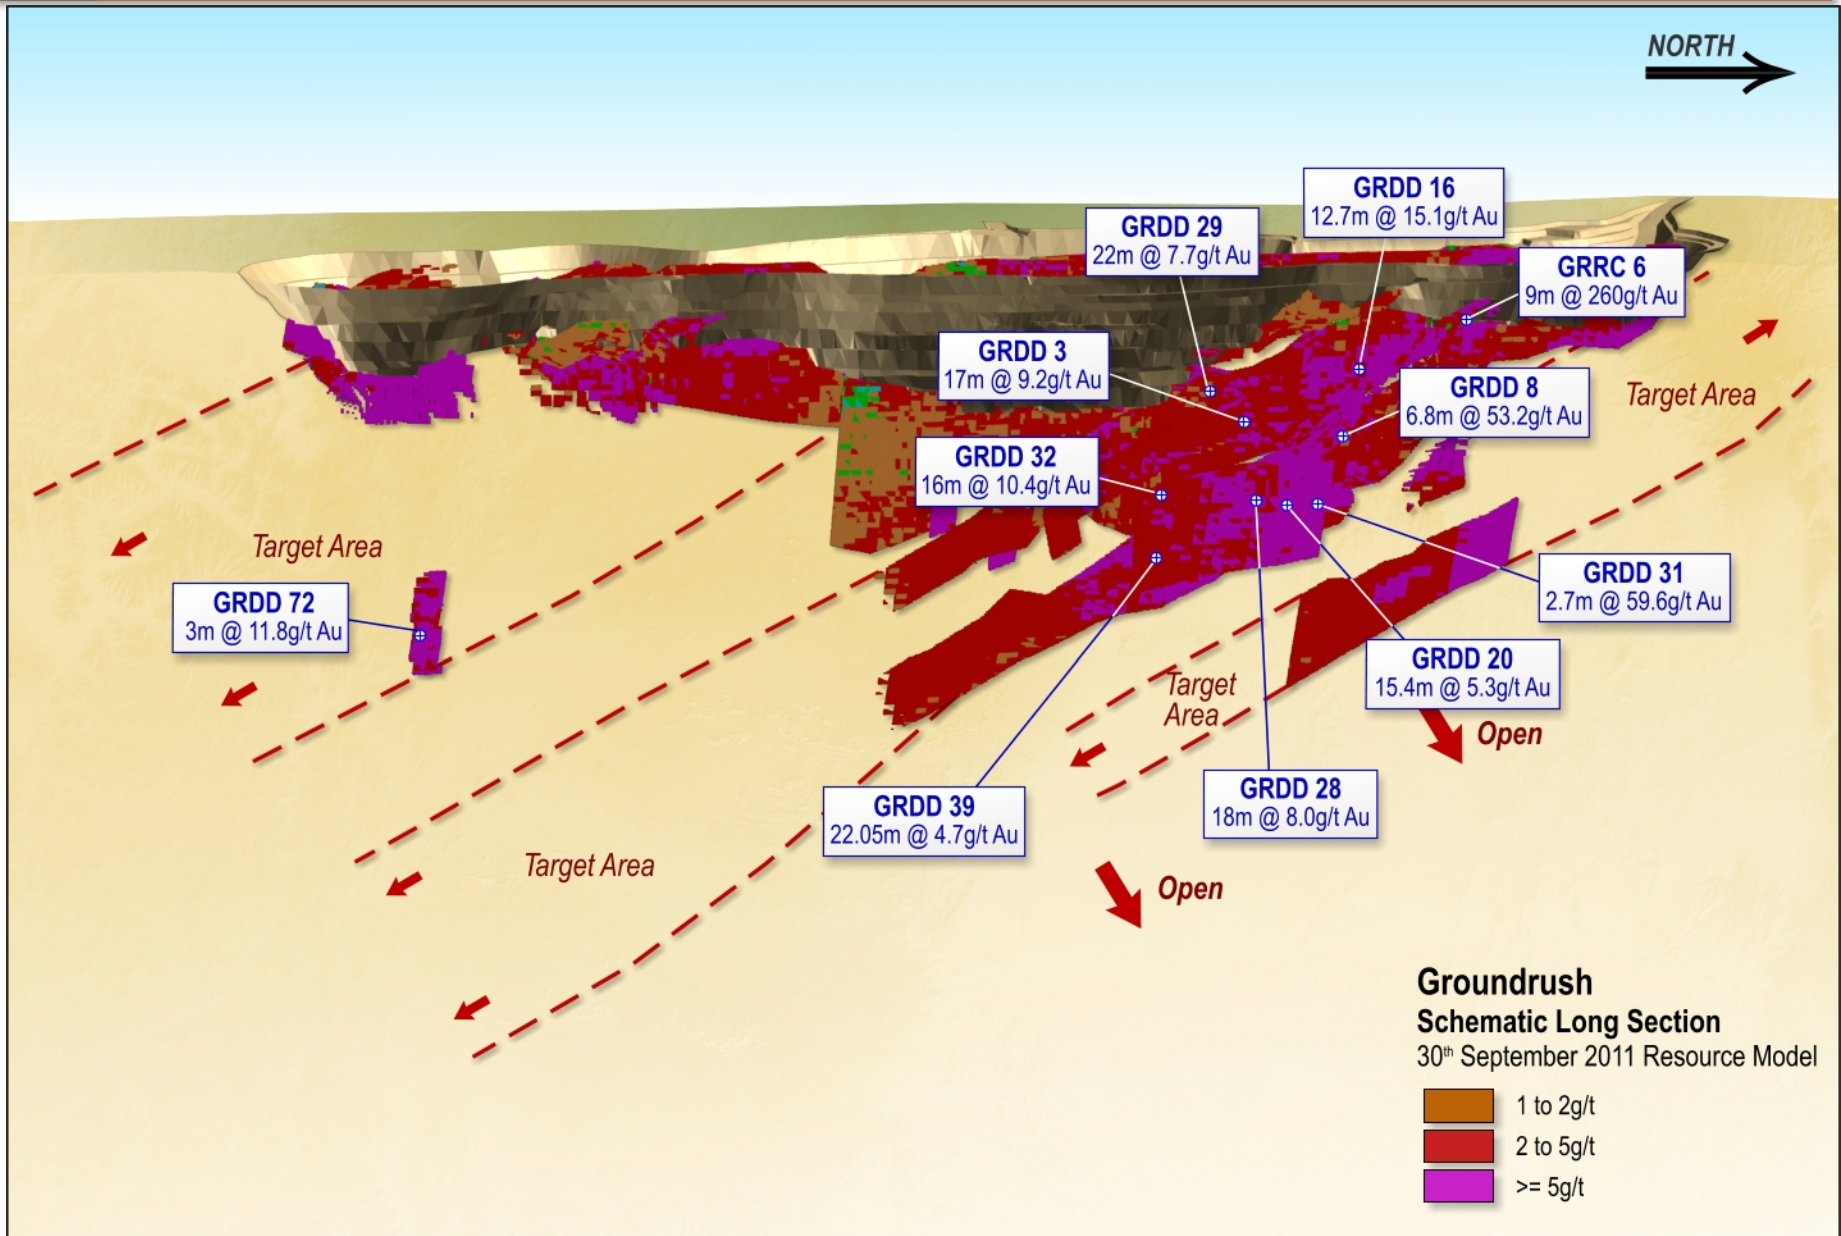 NORTH
GRDD 16
12.7m @ 15.1g/t Au
GRDD 29
22m @ 7.7g/t Au
GRRC 6
9m @ 260g/t Au
GRDD 3
17m @ 9.2g/t Au
GRDD 8
6.8m @ 53.2g/t Au
Target Area
GRDD 32
16m @ 10.4g/t Au
Target Area
GRDD 72
3m @ 11.8g/t Au
GRDD 31
2.7m @ 59.6g/t Au
GRDD 20
15.4m @ 5.3g/t Au
Target
Area
Open
GRDD 39
22.05m @ 4.7g/t Au
GRDD 28
18m @ 8.0g/t Au
Target Area
Open
Groundrush
Schematic Long Section
30th September 2011 Resource Model
1 to 2g/t
2 to 5g/t
>= 5g/t